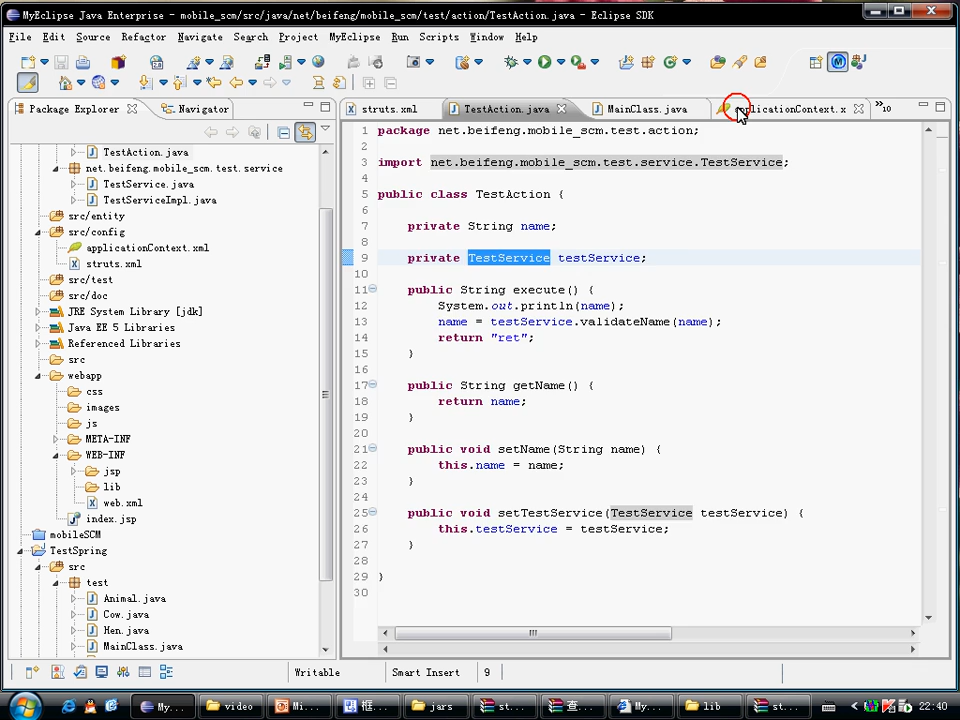 MyEclipse Java Enterprise - mobile_scm/src/java/net/beifeng/mobile_scm/test/action/TestAction.java - Eclipse SDK
File Edit Source Refactor Navigate Search Project MyEclipse Run Scripts Window Help
Package Explorer Navigator
struts.xml TestAction.java MainClass.java applicationContext.x »10
TestAction.java
net.beifeng.mobile_scm.test.service
TestService.java
TestServiceImpl.java
src/entity
src/config
applicationContext.xml
struts.xml
src/test
src/doc
JRE System Library [jdk]
Java EE 5 Libraries
Referenced Libraries
src
webapp
css
images
js
META-INF
WEB-INF
jsp
lib
web.xml
index.jsp
mobileSCM
TestSpring
src
test
Animal.java
Cow.java
Hen.java
MainClass.java
1 package net.beifeng.mobile_scm.test.action;
2
3 import net.beifeng.mobile_scm.test.service.TestService;
4
5 public class TestAction {
6
7 private String name;
8
9 private TestService testService;
10
11 public String execute() {
12 System.out.println(name);
13 name = testService.validateName(name);
14 return "ret";
15 }
16
17 public String getName() {
18 return name;
19 }
20
21 public void setName(String name) {
22 this.name = name;
23 }
24
25 public void setTestService(TestService testService) {
26 this.testService = testService;
27 }
28
29 }
30
Writable Smart Insert 9
My... video Mi... 框... jars st... 查... My... lib st... 22:40